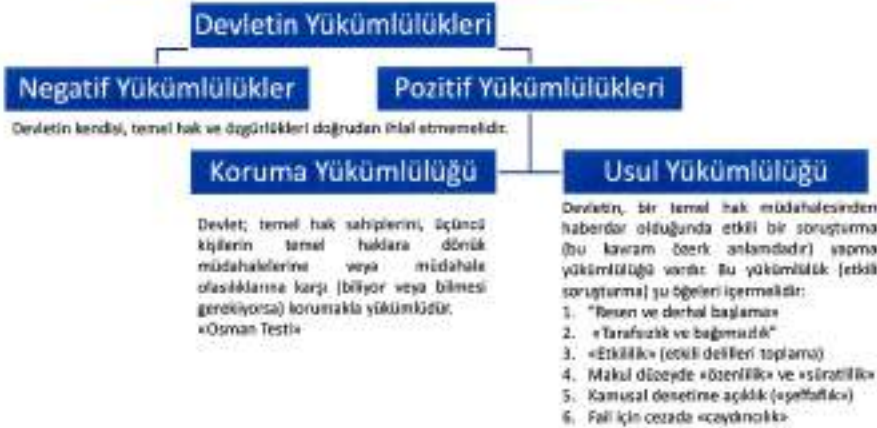 Devletin Yükümlülükleri
Negatif Yükümlülükler
Pozitif Yükümlülükleri
Devletin kendisi, temel hak ve özgürlükleri doğrudan ihlal etmemelidir.
Koruma Yükümlülüğü
Devlet; temel hak sahiplerini, üçüncü
kişilerin temel haklara dönük
müdahalelerine veya müdahale
olasılıklarına karşı (biliyor veya bilmesi
gerekiyorsa) korumakla yükümlüdür.
«Osman Testi»
Usul Yükümlülüğü
Devletin, bir temel hak müdahalesinden
haberdar olduğunda etkili bir soruşturma
(bu kavram özerk anlamdadır) yapma
yükümlülüğü vardır. Bu yükümlülük (etkili
soruşturma) şu öğeleri içermelidir:
1. "Resen ve derhal başlama»
2. «Tarafsızlık ve bağımsızlık"
3. «Etkililik» (etkili delilleri toplama)
4. Makul düzeyde «özenlilik» ve «süratlilik»
5. Kamusal denetime açıklık («şeffaflık»)
6. Fail için cezada «caydırıcılık»